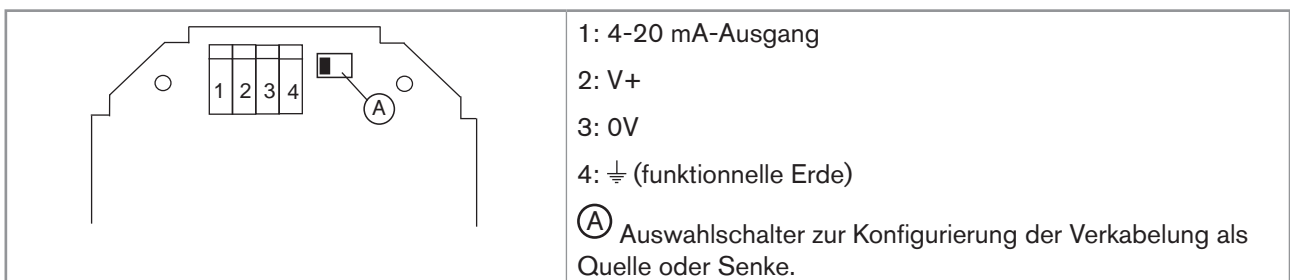 1 2 3 4
A
1: 4-20 mA-Ausgang
2: V+
3: 0V
4: ⏚ (funktionnelle Erde)
Ⓐ Auswahlschalter zur Konfigurierung der Verkabelung als
Quelle oder Senke.